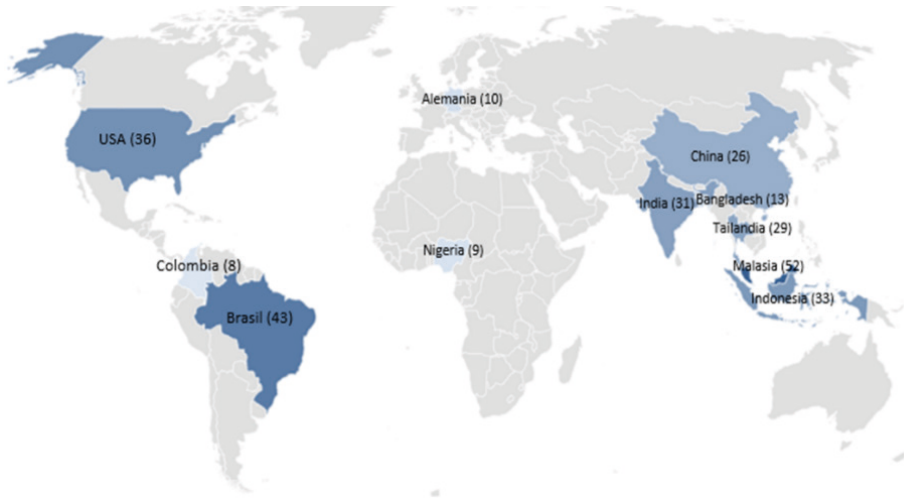 Alemania (10)
USA (36)
China (26)
India (31)
Bangladesh (13)
Tailandia (29)
Nigeria (9)
Colombia (8)
Malasia (52)
Indonesia (33)
Brasil (43)